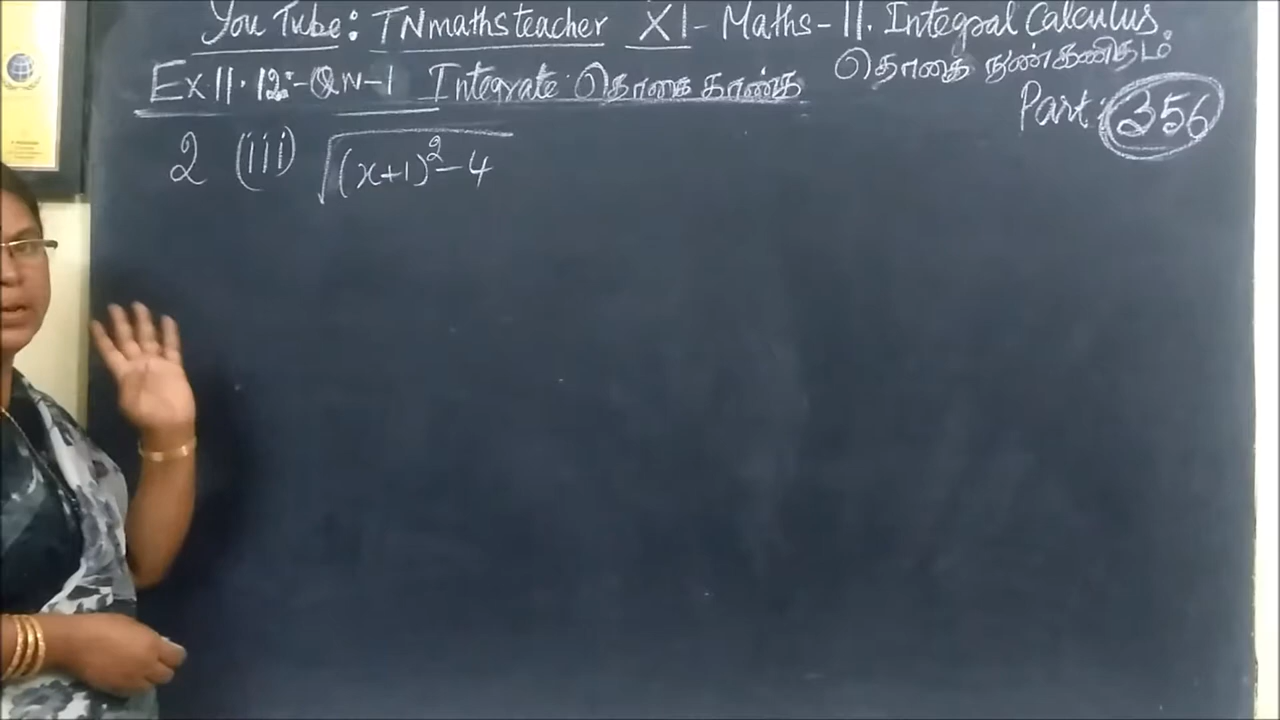 You Tube: TNmathsteacher XI - Maths - 11. Integral Calculus.
தொகை நுண்கணிதம்
Ex 11.12:-QN-1 Integrate தொகை காண்க
Part: 356
2 (iii) √(x+1)²-4